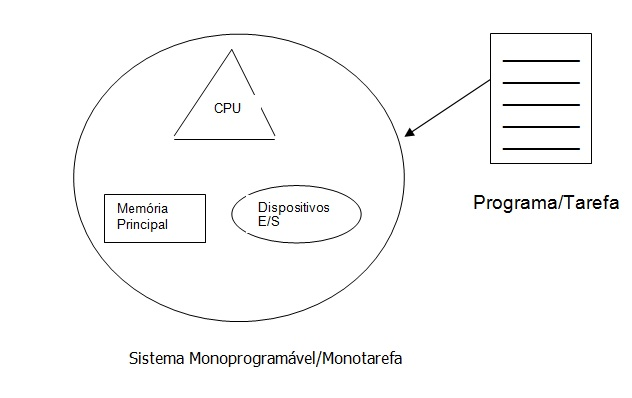 CPU
Memória
Principal
Dispositivos
E/S
Programa/Tarefa
Sistema Monoprogramável/Monotarefa